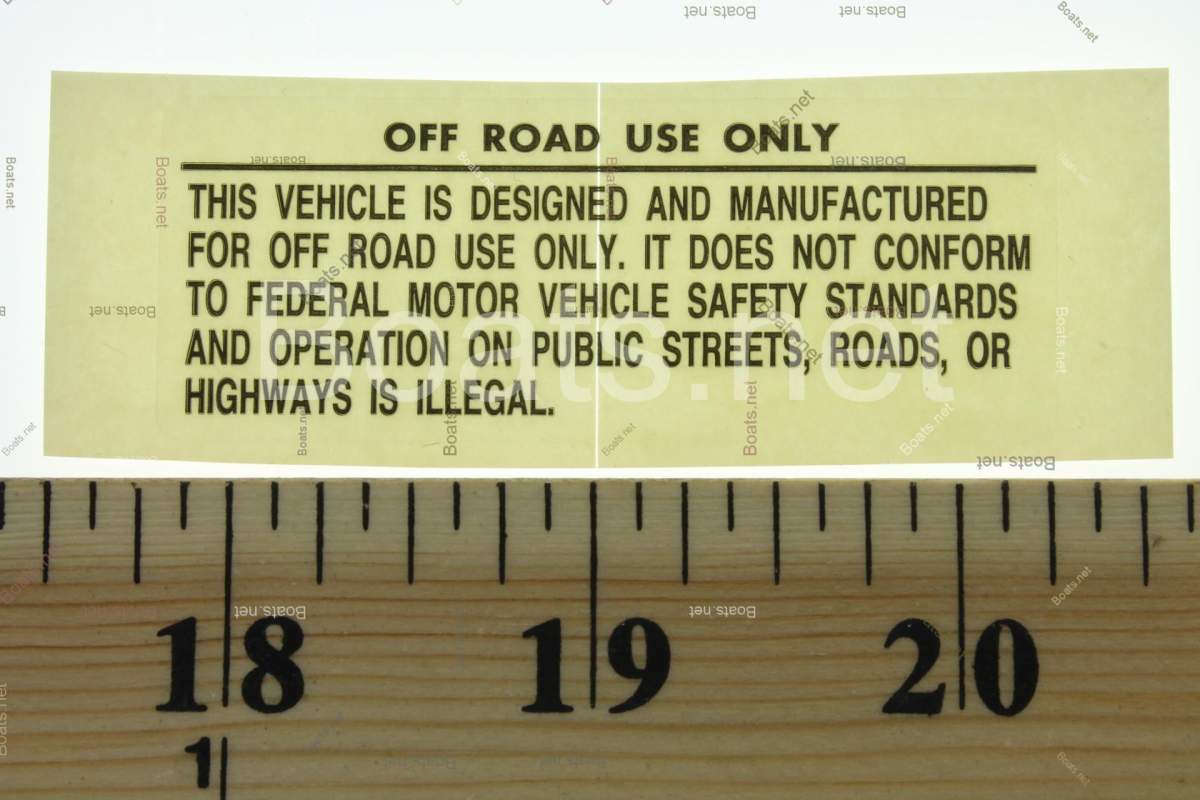 OFF ROAD USE ONLY
THIS VEHICLE IS DESIGNED AND MANUFACTURED
FOR OFF ROAD USE ONLY. IT DOES NOT CONFORM
TO FEDERAL MOTOR VEHICLE SAFETY STANDARDS
AND OPERATION ON PUBLIC STREETS, ROADS, OR
HIGHWAYS IS ILLEGAL.
Boats.net
18 19 20
1